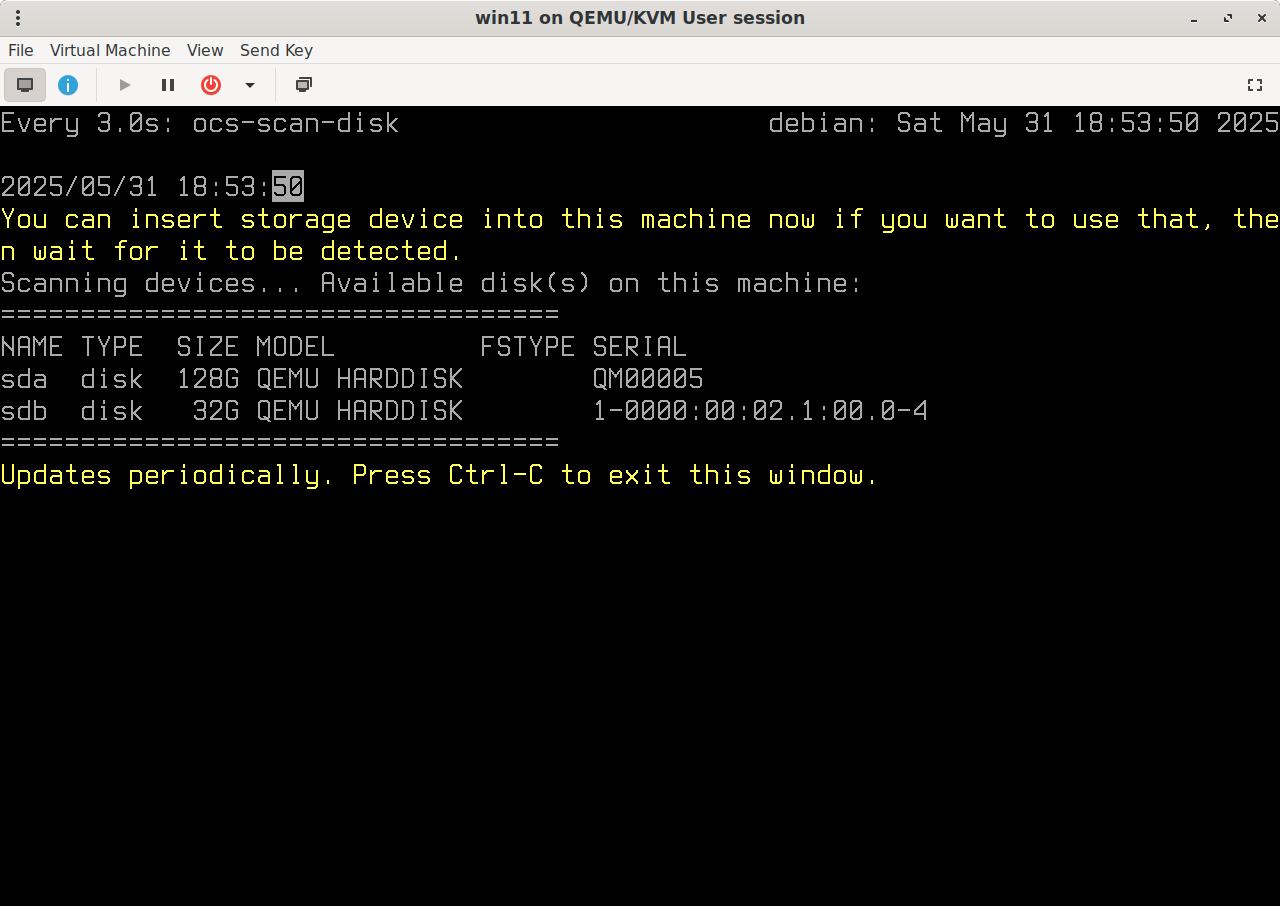 win11 on QEMU/KVM User session
File Virtual Machine View Send Key
Every 3.0s: ocs-scan-disk debian: Sat May 31 18:53:50 2025
2025/05/31 18:53:50
You can insert storage device into this machine now if you want to use that, the
n wait for it to be detected.
Scanning devices... Available disk(s) on this machine:
===================================
NAME TYPE  SIZE MODEL         FSTYPE SERIAL
sda  disk  128G QEMU HARDDISK        QM00005
sdb  disk   32G QEMU HARDDISK        1-0000:00:02.1:00.0-4
===================================
Updates periodically. Press Ctrl-C to exit this window.